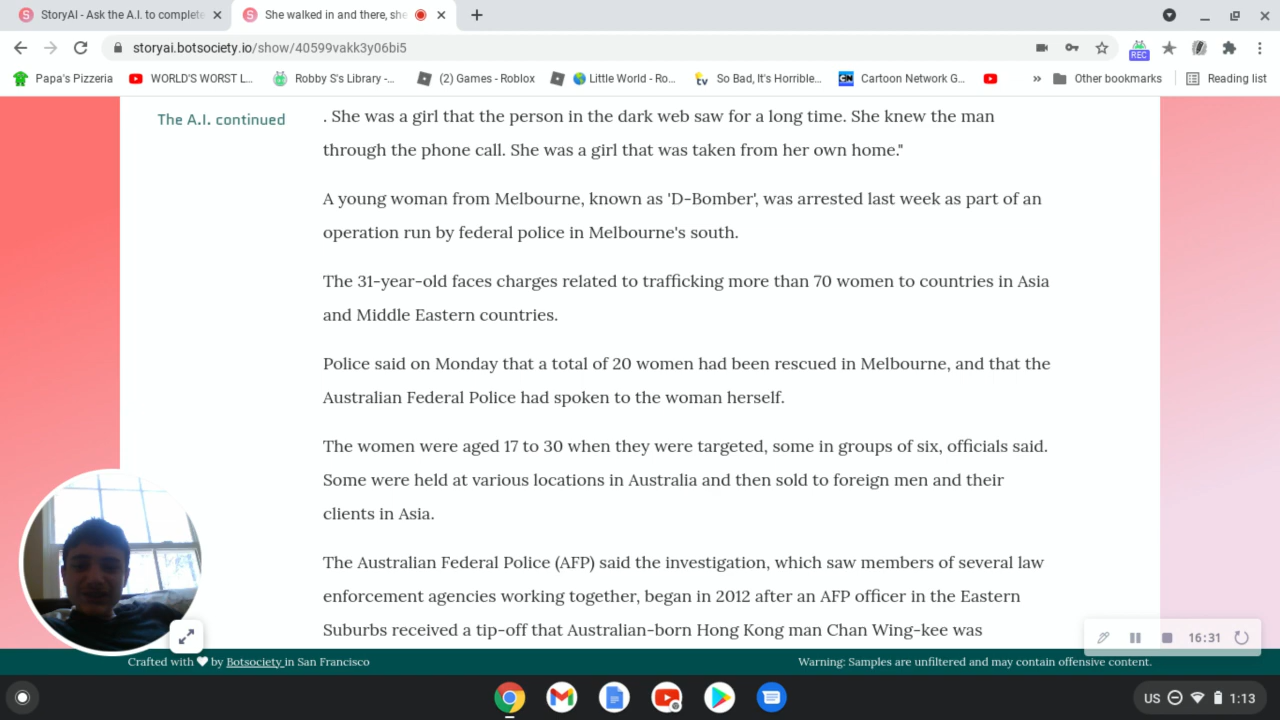 StoryAI - Ask the A.I. to complete
She walked in and there, she
storyai.botsociety.io/show/40599vakk3y06bi5
REC
Papa's Pizzeria
WORLD'S WORST L...
Robby S's Library -...
(2) Games - Roblox
Little World - Ro...
tv
So Bad, It's Horrible...
CN
Cartoon Network G...
»
Other bookmarks
Reading list
The A.I. continued
. She was a girl that the person in the dark web saw for a long time. She knew the man
through the phone call. She was a girl that was taken from her own home."
A young woman from Melbourne, known as 'D-Bomber', was arrested last week as part of an
operation run by federal police in Melbourne's south.
The 31-year-old faces charges related to trafficking more than 70 women to countries in Asia
and Middle Eastern countries.
Police said on Monday that a total of 20 women had been rescued in Melbourne, and that the
Australian Federal Police had spoken to the woman herself.
The women were aged 17 to 30 when they were targeted, some in groups of six, officials said.
Some were held at various locations in Australia and then sold to foreign men and their
clients in Asia.
The Australian Federal Police (AFP) said the investigation, which saw members of several law
enforcement agencies working together, began in 2012 after an AFP officer in the Eastern
Suburbs received a tip-off that Australian-born Hong Kong man Chan Wing-kee was
16:31
Crafted with ❤ by Botsociety in San Francisco
Warning: Samples are unfiltered and may contain offensive content.
US
1:13